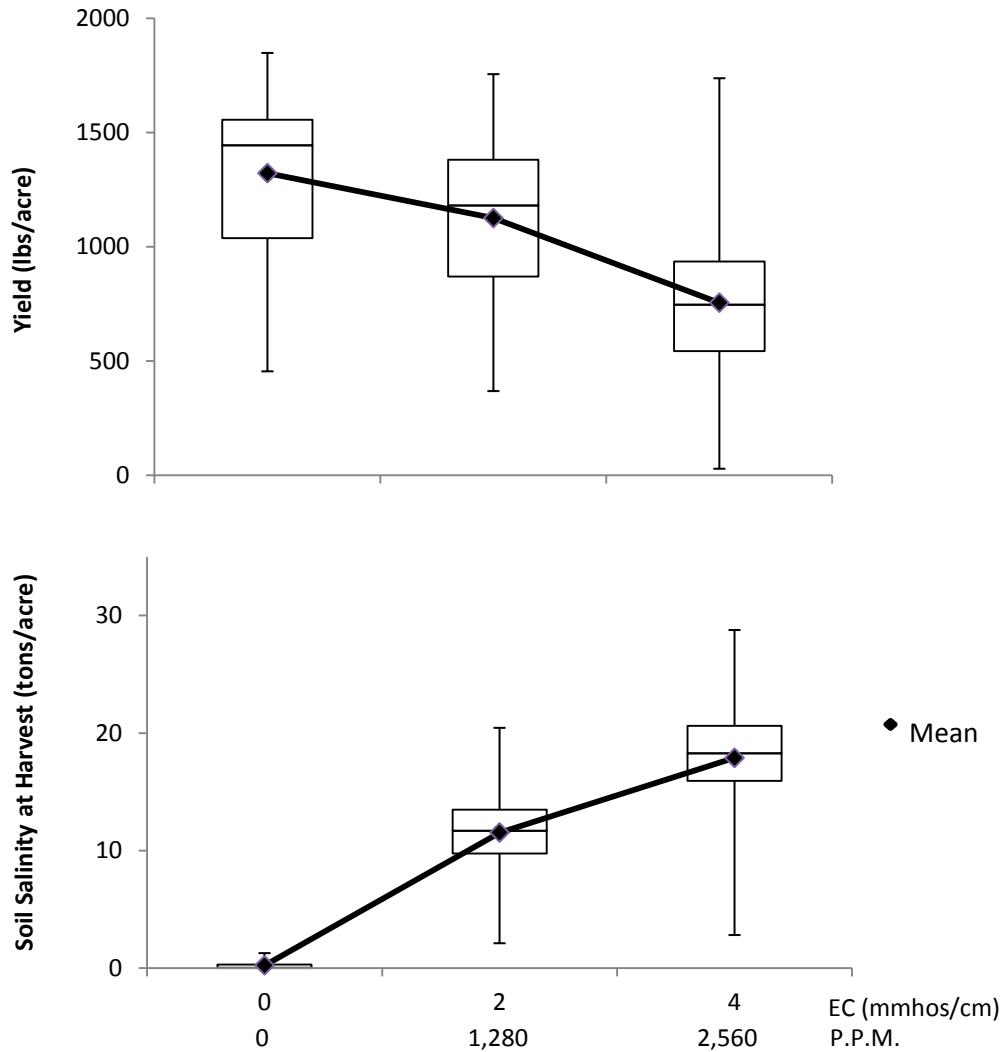 2000
1500
1000
500
0
Yield (lbs/acre)
30
20
10
0
Soil Salinity at Harvest (tons/acre)
Mean
0 2 4 EC (mmhos/cm)
0 1,280 2,560 P.P.M.